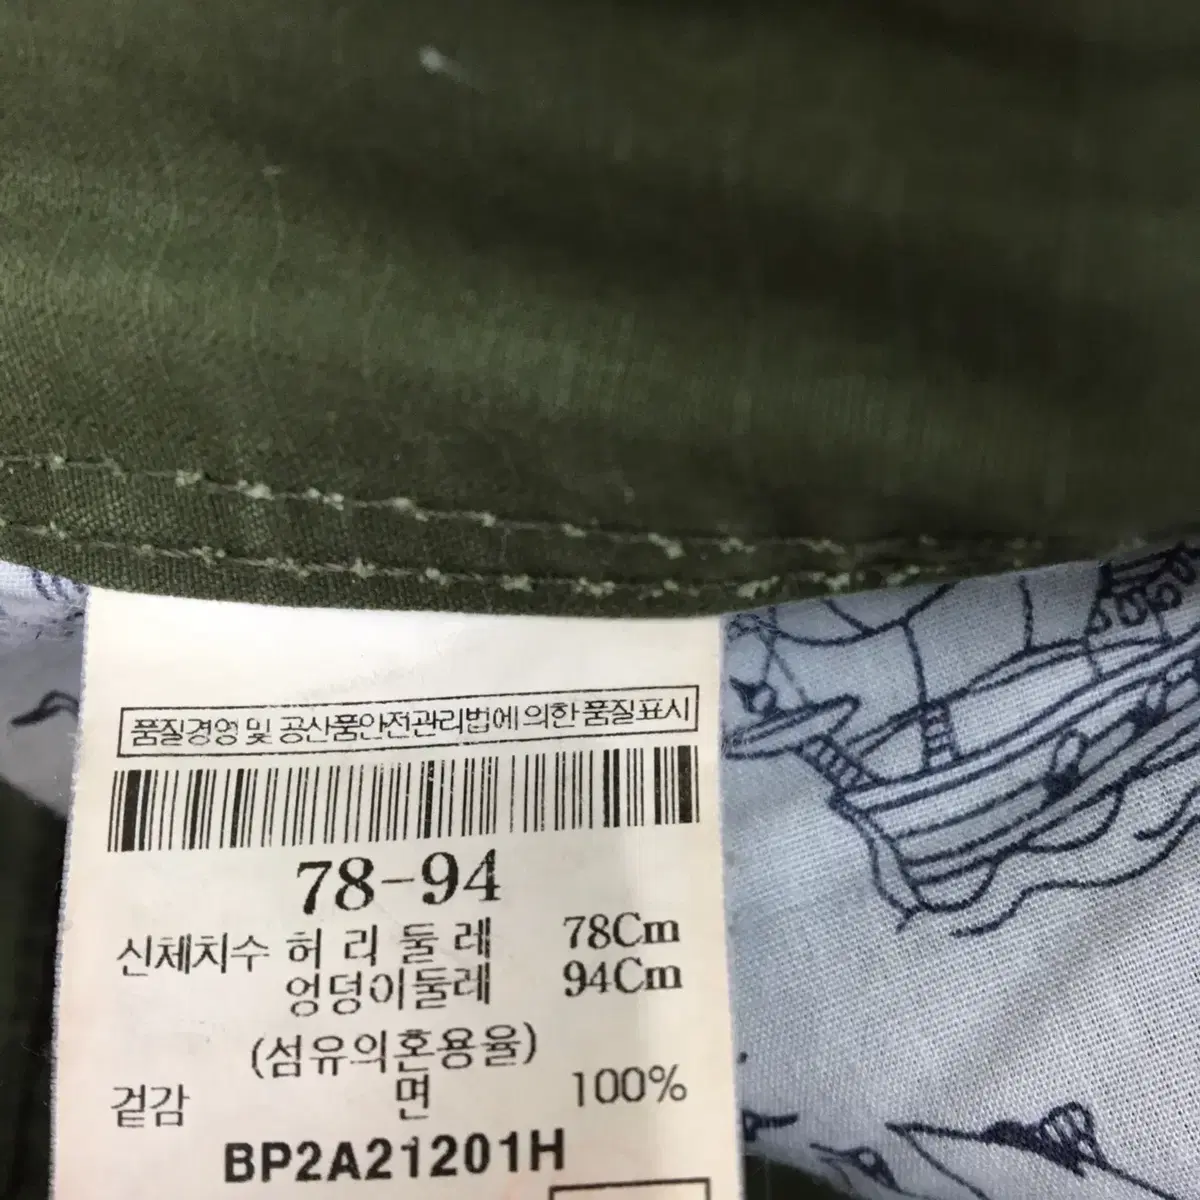 품질경영 및 공산품안전관리법에 의한 품질표시
78-94
신체치수 허 리 둘 레 78Cm
엉덩이둘레 94Cm
(섬유의혼용율)
겉감 면 100%
BP2A21201H